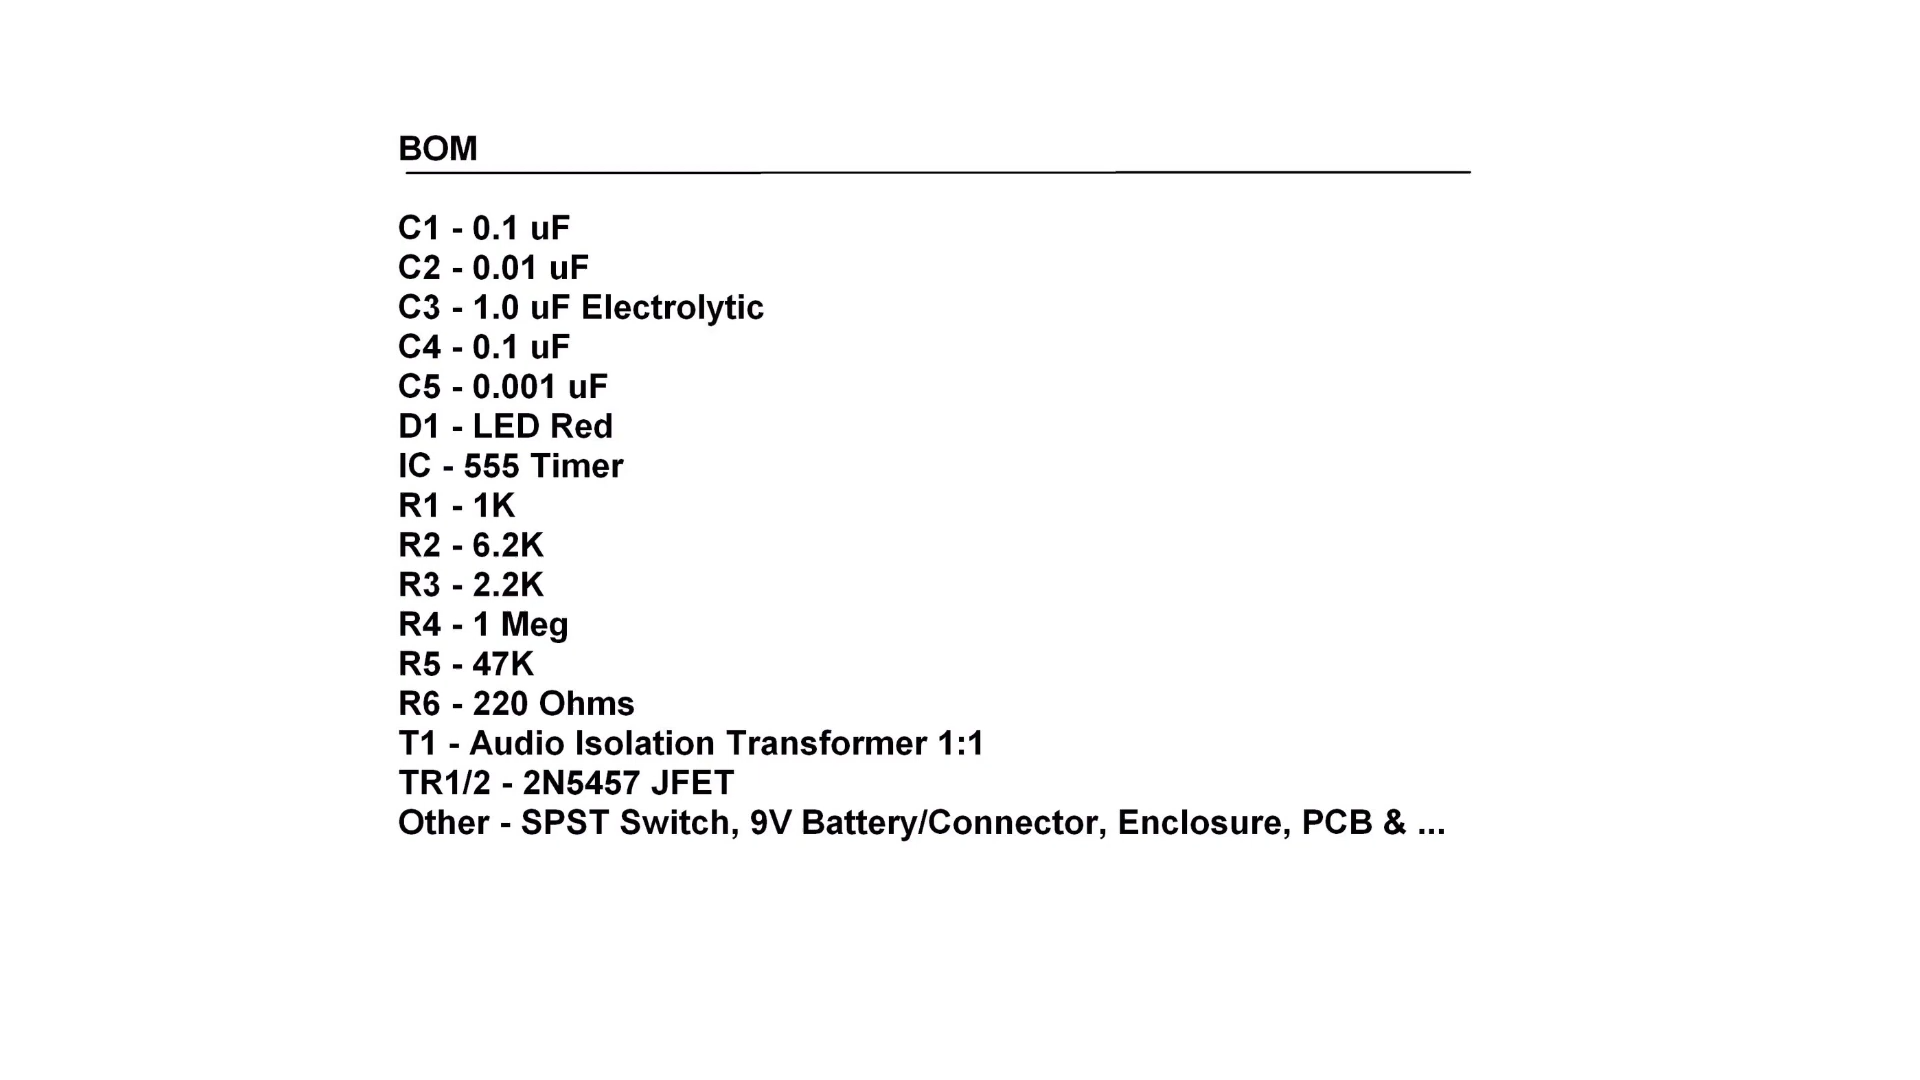 BOM
C1 - 0.1 uF
C2 - 0.01 uF
C3 - 1.0 uF Electrolytic
C4 - 0.1 uF
C5 - 0.001 uF
D1 - LED Red
IC - 555 Timer
R1 - 1K
R2 - 6.2K
R3 - 2.2K
R4 - 1 Meg
R5 - 47K
R6 - 220 Ohms
T1 - Audio Isolation Transformer 1:1
TR1/2 - 2N5457 JFET
Other - SPST Switch, 9V Battery/Connector, Enclosure, PCB & ...